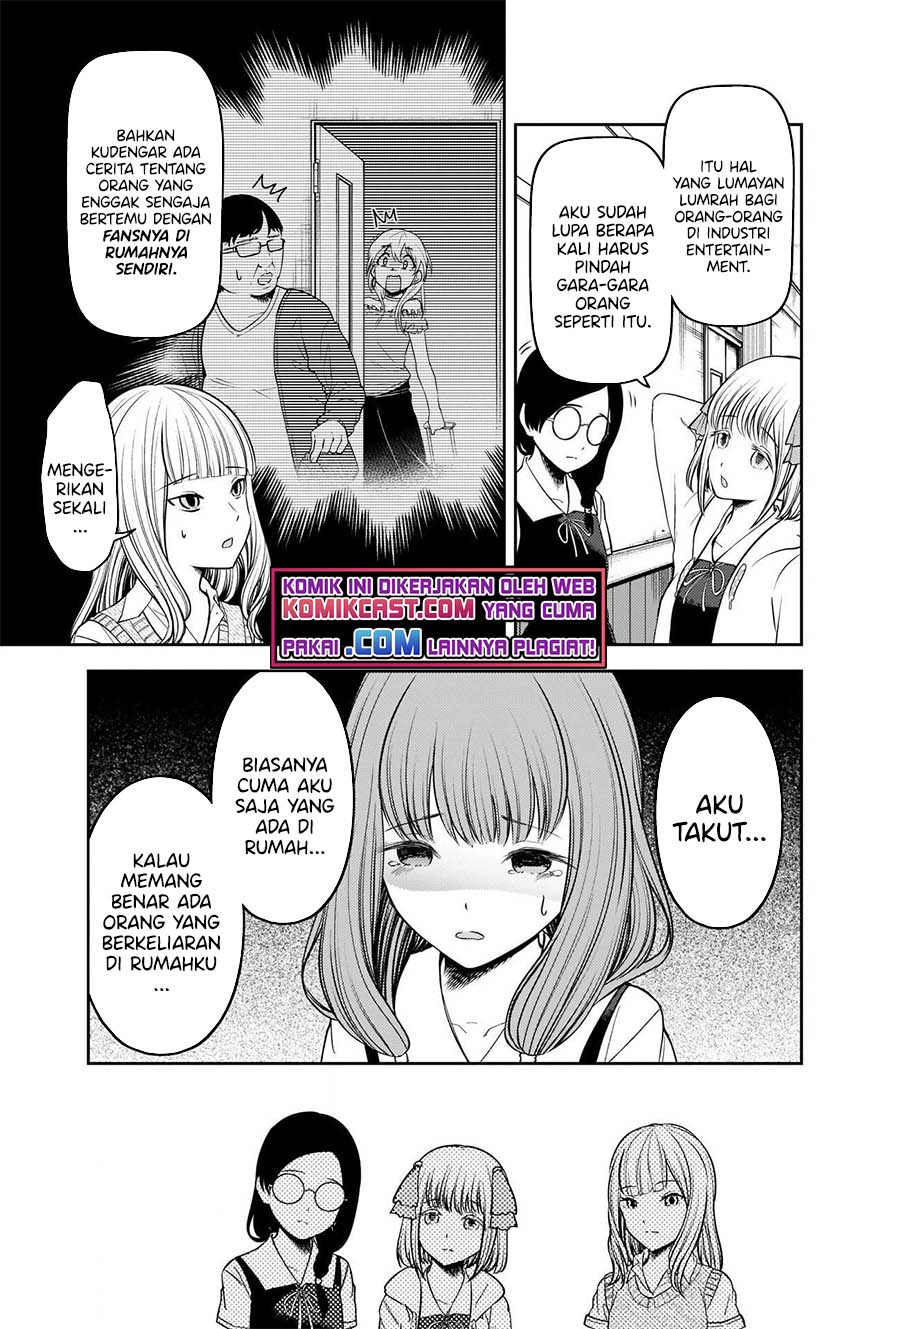 ITU HAL
YANG LUMAYAN
LUMRAH BAGI
ORANG-ORANG
DI INDUSTRI
ENTERTAIN-
MENT.
AKU SUDAH
LUPA BERAPA
KALI HARUS
PINDAH
GARA-GARA
ORANG
SEPERTI ITU.
BAHKAN
KUDENGAR ADA
CERITA TENTANG
ORANG YANG
ENGGAK SENGAJA
BERTEMU DENGAN
FANSNYA DI
RUMAHNYA
SENDIRI.
MENGE-
RIKAN
SEKALI
...
KOMIK INI DIKERJAKAN OLEH WEB
KOMIKCAST.COM YANG CUMA
PAKAI .COM LAINNYA PLAGIAT!
AKU
TAKUT...
BIASANYA
CUMA AKU
SAJA YANG
ADA DI
RUMAH...
KALAU
MEMANG
BENAR ADA
ORANG YANG
BERKELIARAN
DI RUMAHKU
...